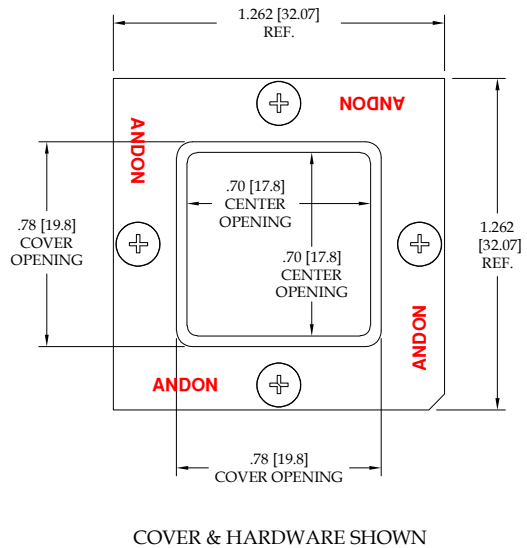 1.262 [32.07]
REF.
ANDON
ANDON
.78 [19.8]
COVER
OPENING
.70 [17.8]
CENTER
OPENING
.70 [17.8]
CENTER
OPENING
1.262
[32.07]
REF.
ANDON
ANDON
.78 [19.8]
COVER OPENING
COVER & HARDWARE SHOWN